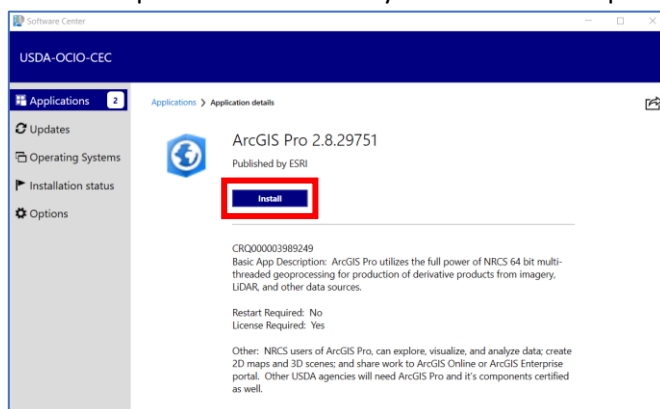 Software Center
USDA-OCIO-CEC
Applications 2
Updates
Operating Systems
Installation status
Options
Applications > Application details
ArcGIS Pro 2.8.29751
Published by ESRI
Install
CRQ000003989249
Basic App Description: ArcGIS Pro utilizes the full power of NRCS 64 bit multi-
threaded geoprocessing for production of derivative products from imagery,
LiDAR, and other data sources.
Restart Required: No
License Required: Yes
Other: NRCS users of ArcGIS Pro, can explore, visualize, and analyze data; create
2D maps and 3D scenes; and share work to ArcGIS Online or ArcGIS Enterprise
portal. Other USDA agencies will need ArcGIS Pro and it's components certified
as well.